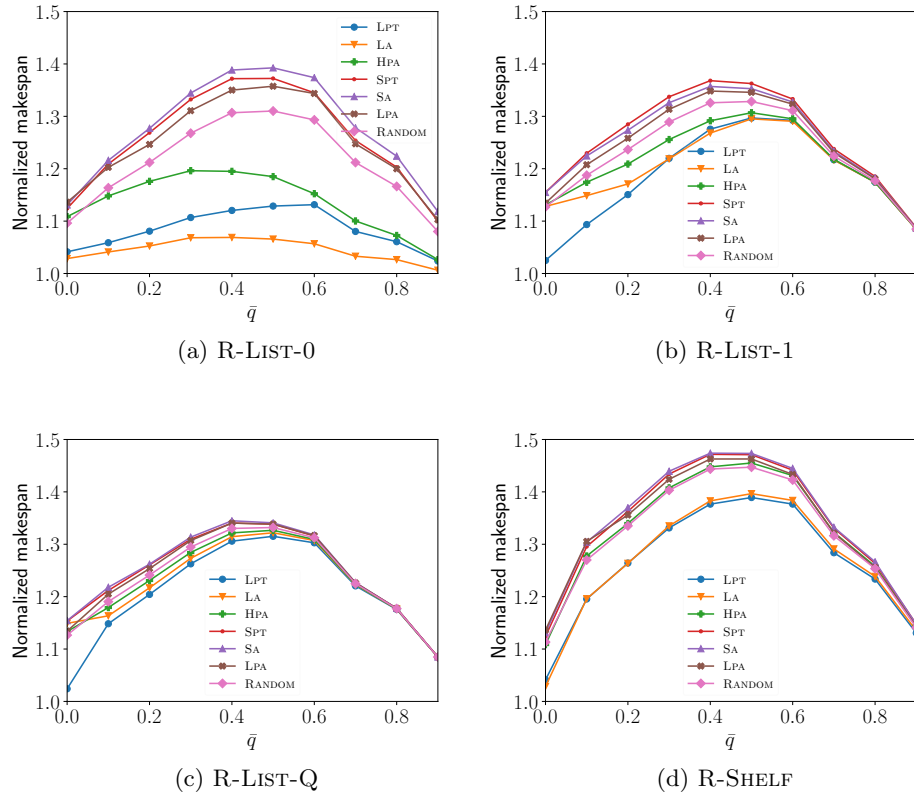 1.5
1.4
1.3
1.2
1.1
1.0
Normalized makespan
LPT
LA
HPA
SPT
SA
LPA
RANDOM
0.0 0.2 0.4 0.6 0.8
q̄
(a) R-LIST-0
1.5
1.4
1.3
1.2
1.1
1.0
Normalized makespan
LPT
LA
HPA
SPT
SA
LPA
RANDOM
0.0 0.2 0.4 0.6 0.8
q̄
(b) R-LIST-1
1.5
1.4
1.3
1.2
1.1
1.0
Normalized makespan
LPT
LA
HPA
SPT
SA
LPA
RANDOM
0.0 0.2 0.4 0.6 0.8
q̄
(c) R-LIST-Q
1.5
1.4
1.3
1.2
1.1
1.0
Normalized makespan
LPT
LA
HPA
SPT
SA
LPA
RANDOM
0.0 0.2 0.4 0.6 0.8
q̄
(d) R-SHELF